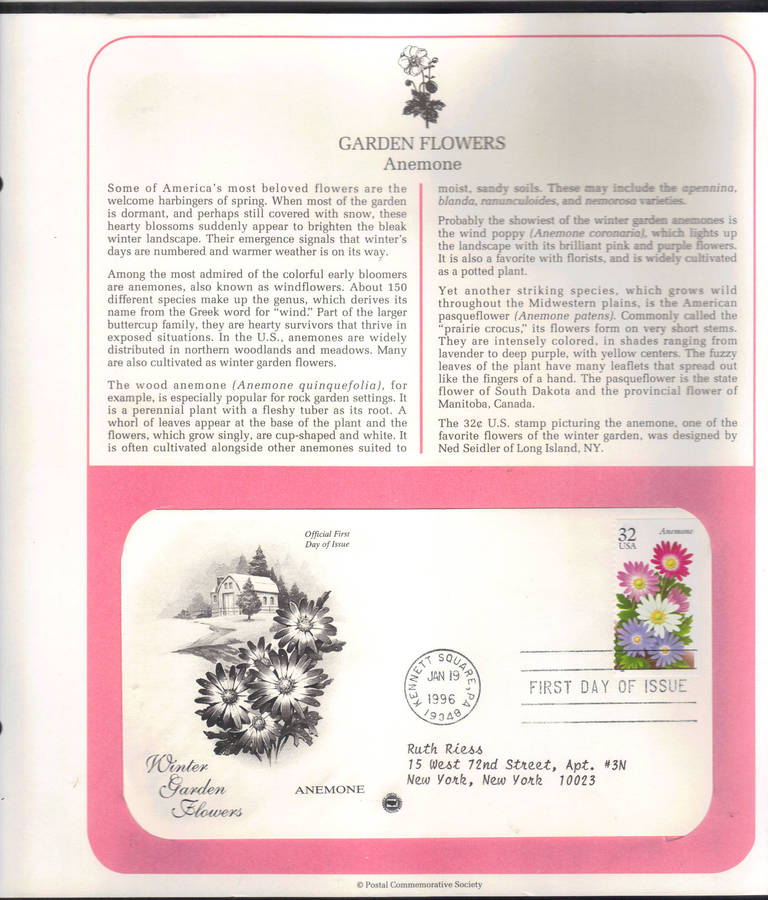 GARDEN FLOWERS
Anemone
Some of America's most beloved flowers are the
welcome harbingers of spring. When most of the garden
is dormant, and perhaps still covered with snow, these
hearty blossoms suddenly appear to brighten the bleak
winter landscape. Their emergence signals that winter's
days are numbered and warmer weather is on its way.
Among the most admired of the colorful early bloomers
are anemones, also known as windflowers. About 150
different species make up the genus, which derives its
name from the Greek word for "wind." Part of the larger
buttercup family, they are hearty survivors that thrive in
exposed situations. In the U.S., anemones are widely
distributed in northern woodlands and meadows. Many
are also cultivated as winter garden flowers.
The wood anemone (Anemone quinquefolia), for
example, is especially popular for rock garden settings. It
is a perennial plant with a fleshy tuber as its root. A
whorl of leaves appear at the base of the plant and the
flowers, which grow singly, are cup-shaped and white. It
is often cultivated alongside other anemones suited to
moist, sandy soils. These may include the apennina,
blanda, ranunculoides, and nemorosa varieties.
Probably the showiest of the winter garden anemones is
the wind poppy (Anemone coronaria), which lights up
the landscape with its brilliant pink and purple flowers.
It is also a favorite with florists, and is widely cultivated
as a potted plant.
Yet another striking species, which grows wild
throughout the Midwestern plains, is the American
pasqueflower (Anemone patens). Commonly called the
"prairie crocus," its flowers form on very short stems.
They are intensely colored, in shades ranging from
lavender to deep purple, with yellow centers. The fuzzy
leaves of the plant have many leaflets that spread out
like the fingers of a hand. The pasqueflower is the state
flower of South Dakota and the provincial flower of
Manitoba, Canada.
The 32¢ U.S. stamp picturing the anemone, one of the
favorite flowers of the winter garden, was designed by
Ned Seidler of Long Island, NY.
Official First
Day of Issue
32
USA
Anemone
KENNETT SQUARE, PA
JAN 19
1996
19348
FIRST DAY OF ISSUE
Ruth Riess
15 West 72nd Street, Apt. #3N
New York, New York 10023
Winter
Garden
Flowers
ANEMONE
© Postal Commemorative Society